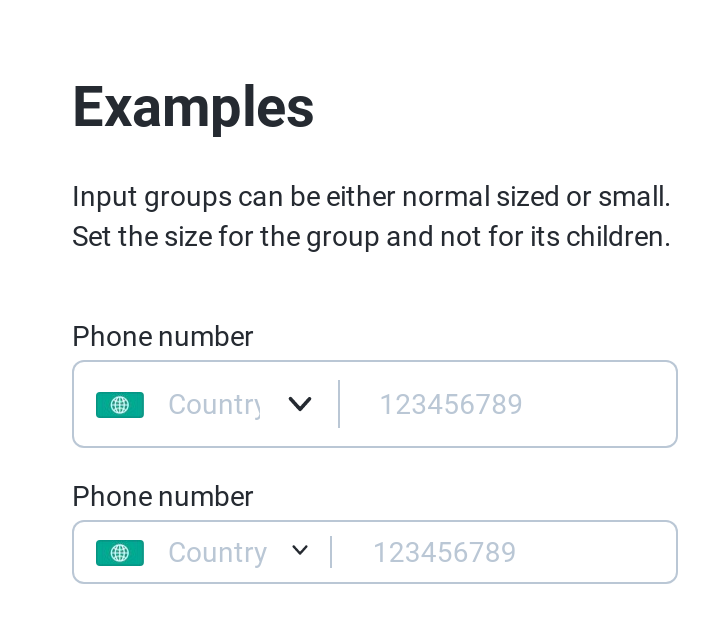 Examples
Input groups can be either normal sized or small.
Set the size for the group and not for its children.
Phone number
Country 123456789
Phone number
Country 123456789